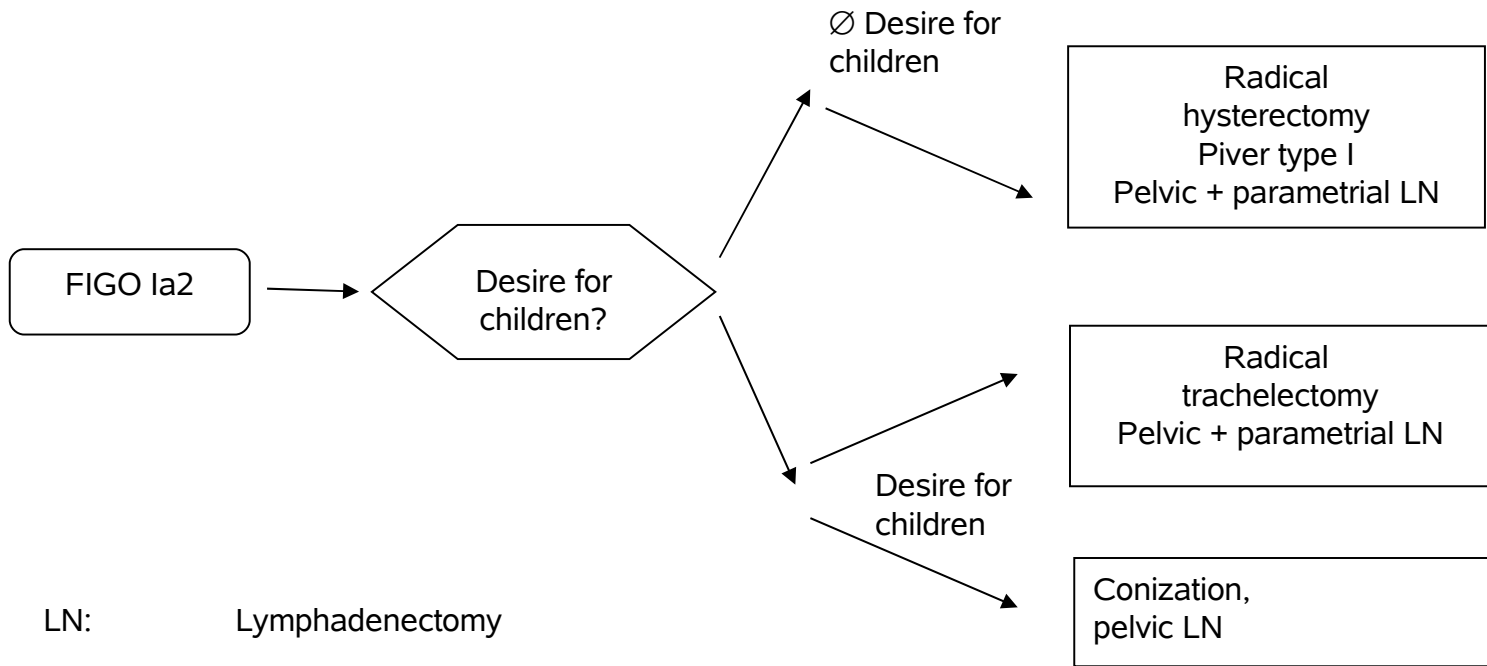 ∅ Desire for
children
Radical
hysterectomy
Piver type I
Pelvic + parametrial LN
FIGO Ia2
Desire for
children?
Radical
trachelectomy
Pelvic + parametrial LN
Desire for
children
Conization,
pelvic LN
LN: Lymphadenectomy